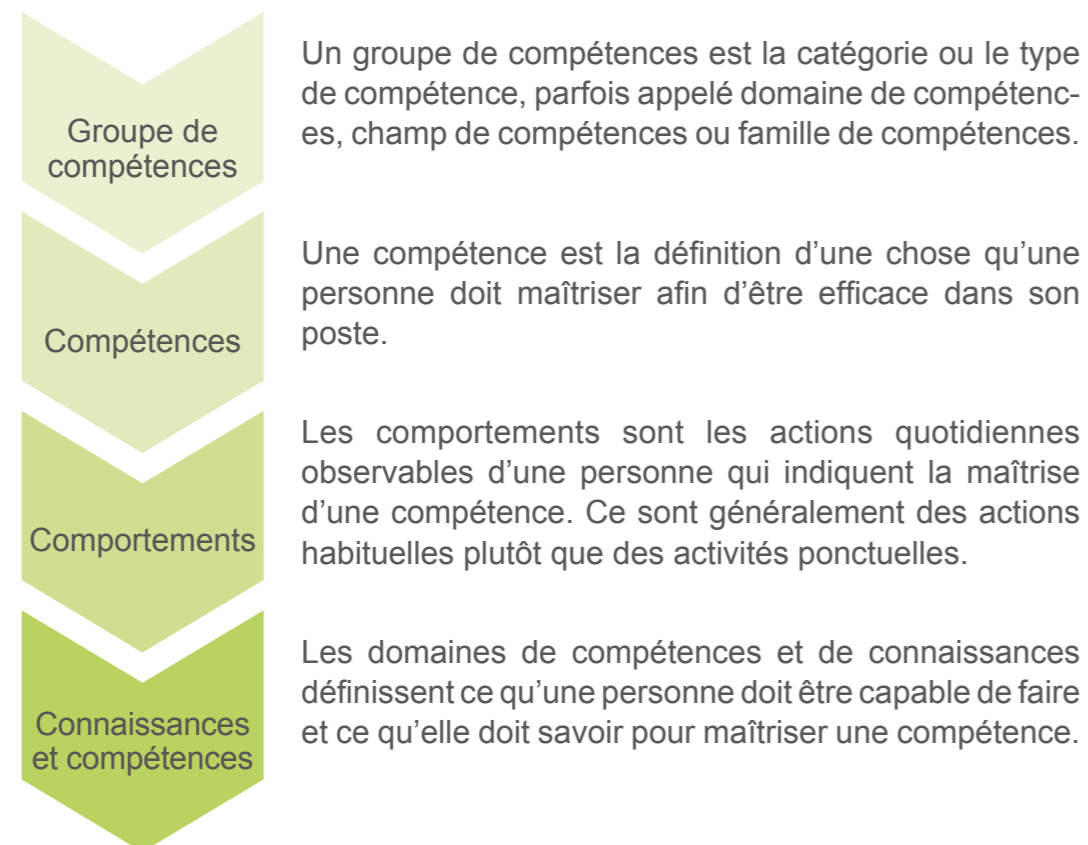 Groupe de
compétences
Un groupe de compétences est la catégorie ou le type
de compétence, parfois appelé domaine de compétenc-
es, champ de compétences ou famille de compétences.
Compétences
Une compétence est la définition d’une chose qu’une
personne doit maîtriser afin d’être efficace dans son
poste.
Comportements
Les comportements sont les actions quotidiennes
observables d’une personne qui indiquent la maîtrise
d’une compétence. Ce sont généralement des actions
habituelles plutôt que des activités ponctuelles.
Connaissances
et compétences
Les domaines de compétences et de connaissances
définissent ce qu’une personne doit être capable de faire
et ce qu’elle doit savoir pour maîtriser une compétence.